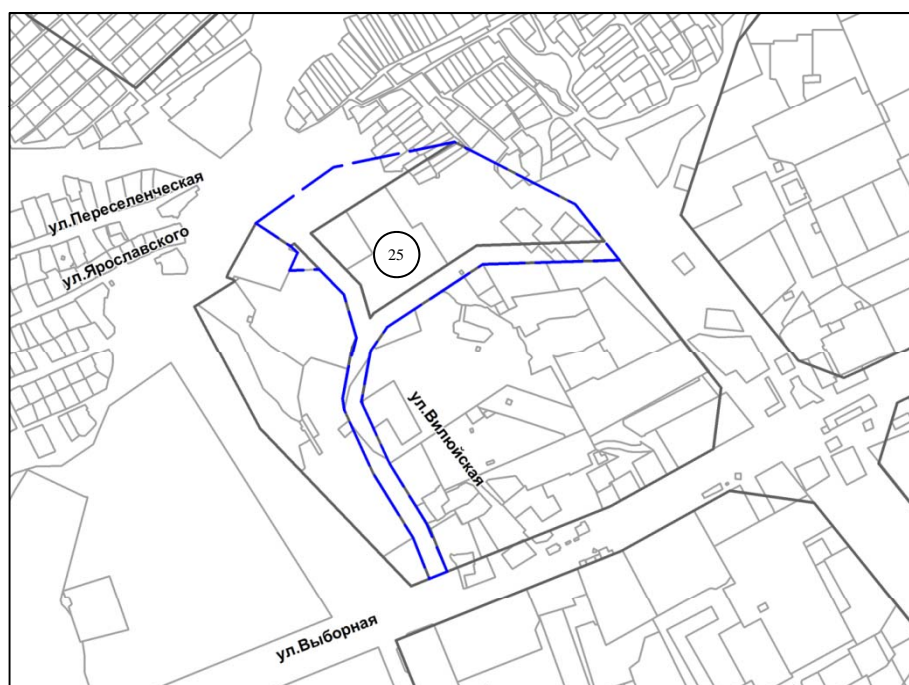 ул.Переселенческая
ул.Ярославского
25
ул.Вилюйская
ул.Выборная